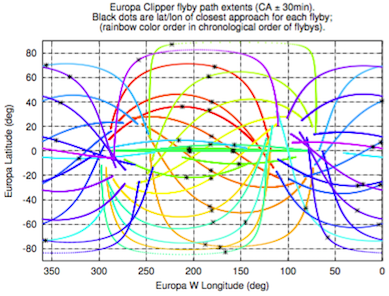 Europa Clipper flyby path extents (CA ± 30min).
Black dots are lat/lon of closest approach for each flyby;
(rainbow color order in chronological order of flybys).
80
60
40
20
0
-20
-40
-60
-80
Europa Latitude (deg)
350 300 250 200 150 100 50 0
Europa W Longitude (deg)